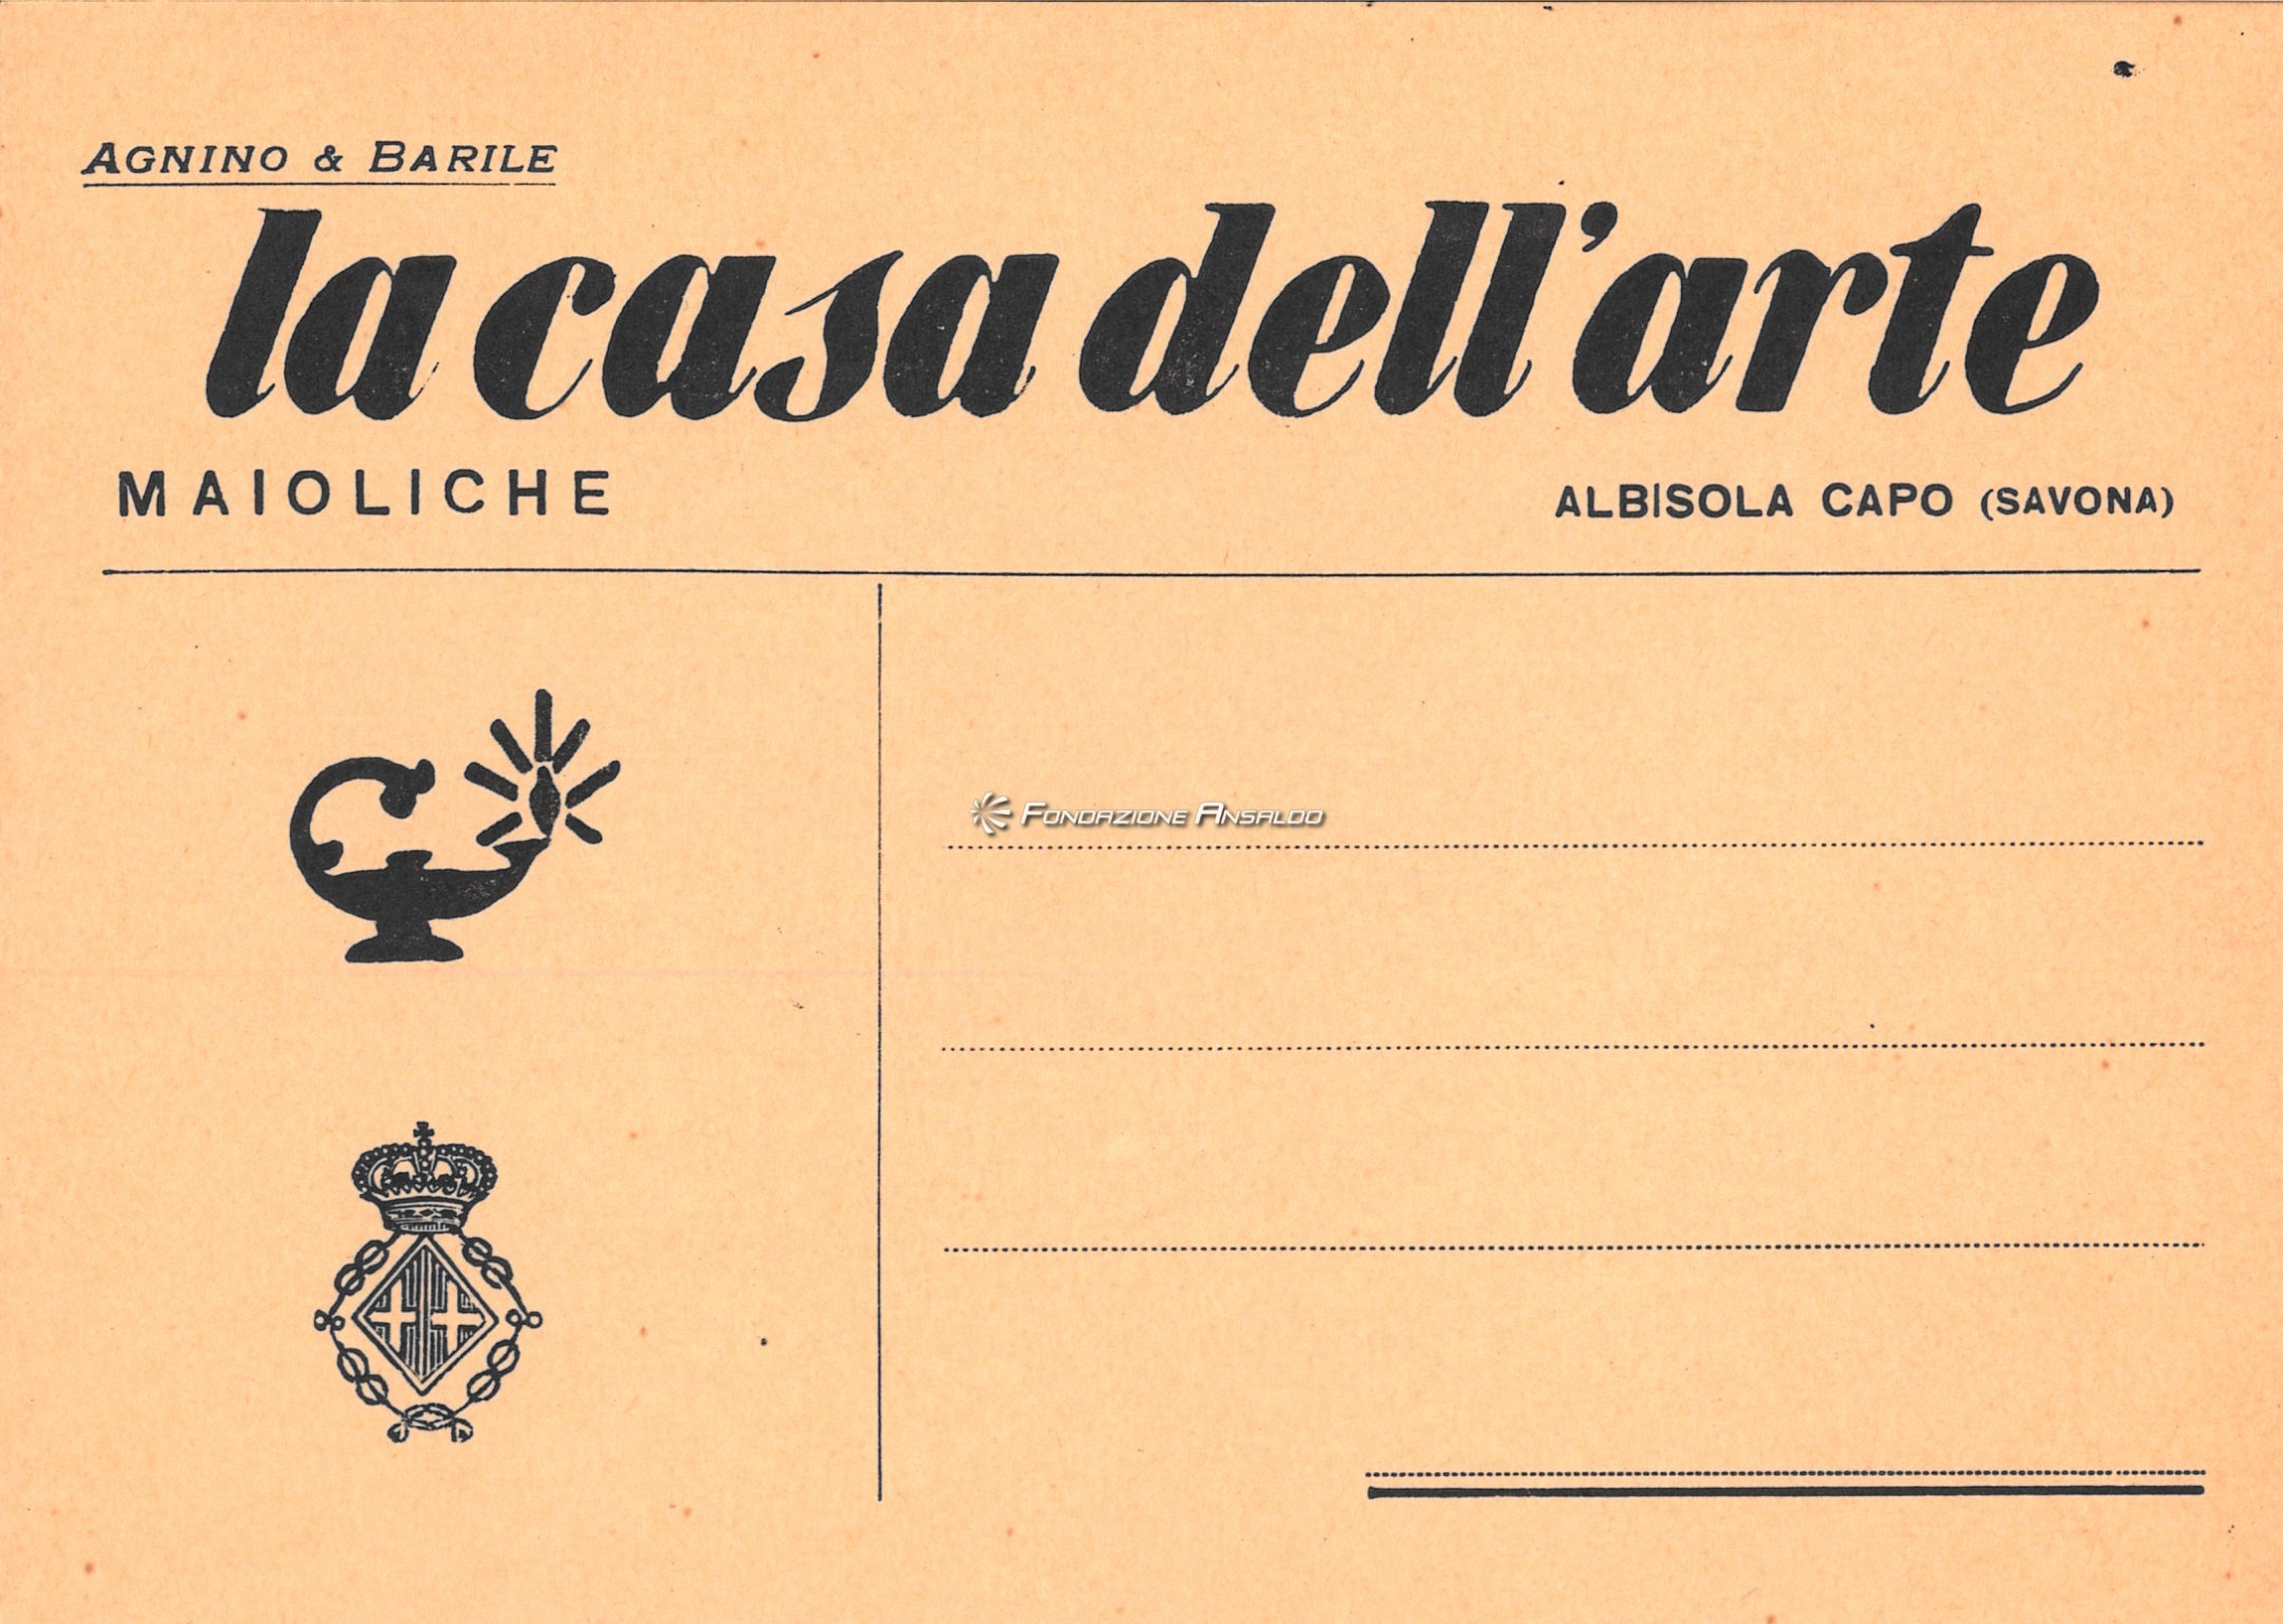 AGNINO & BARILE
la casa dell'arte
MAIOLICHE
ALBISOLA CAPO (SAVONA)
FONDAZIONE ANSALDO